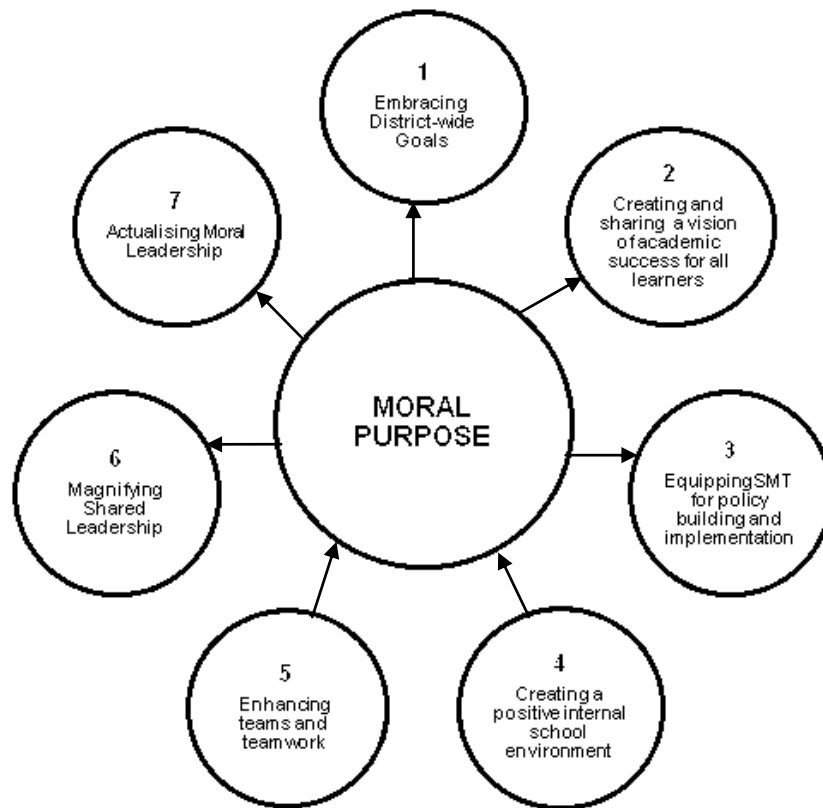 1
Embracing
District-wide
Goals
2
Creating and
sharing a vision
of academic
success for all
learners
3
Equipping SMT
for policy
building and
implementation
4
Creating a
positive internal
school
environment
5
Enhancing
teams and
teamwork
6
Magnifying
Shared
Leadership
7
Actualising Moral
Leadership
MORAL
PURPOSE